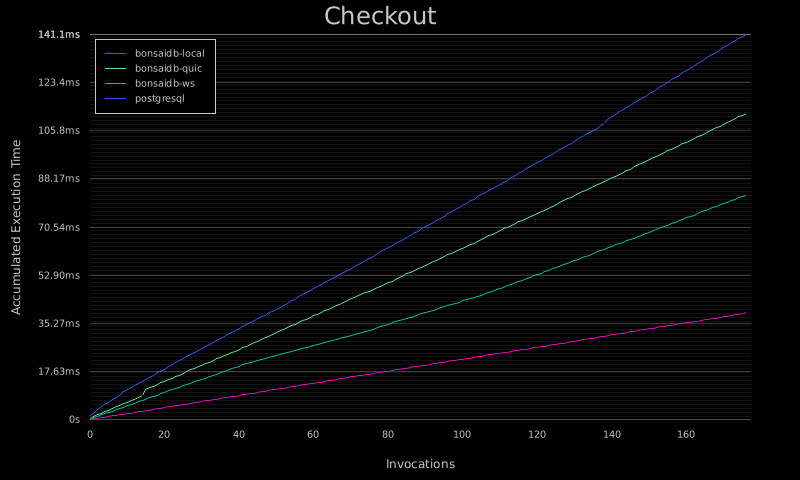 Checkout
141.1ms
bonsaidb-local
bonsaidb-quic
bonsaidb-ws
postgresql
123.4ms
105.8ms
88.17ms
70.54ms
52.90ms
35.27ms
17.63ms
0s
Accumulated Execution Time
0 20 40 60 80 100 120 140 160
Invocations